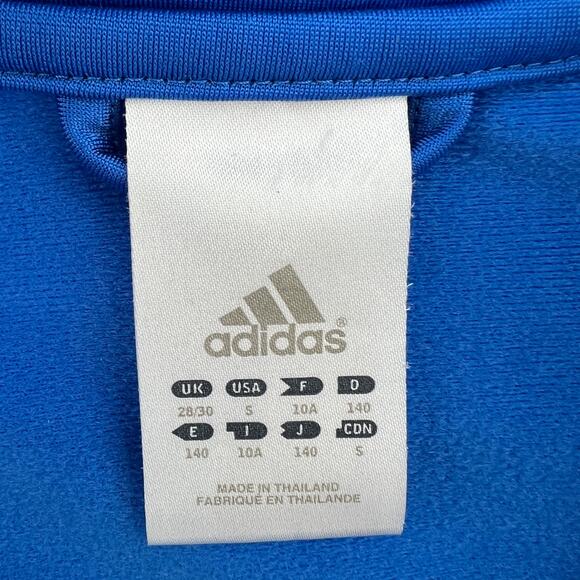 adidas®
UK USA F D
28/30 S 10A 140
E I J CDN
140 10A 140 S
MADE IN THAILAND
FABRIQUÉ EN THAILANDE